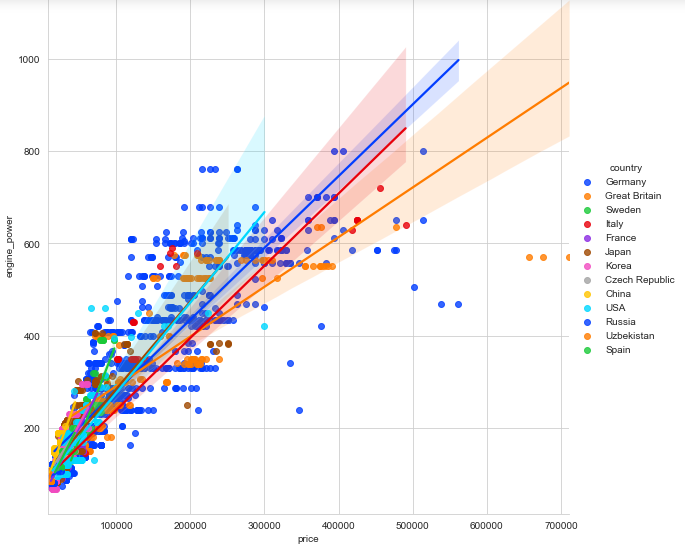 1000
800
600
400
200
engine_power
100000 200000 300000 400000 500000 600000 700000
price
country
Germany
Great Britain
Sweden
Italy
France
Japan
Korea
Czech Republic
China
USA
Russia
Uzbekistan
Spain